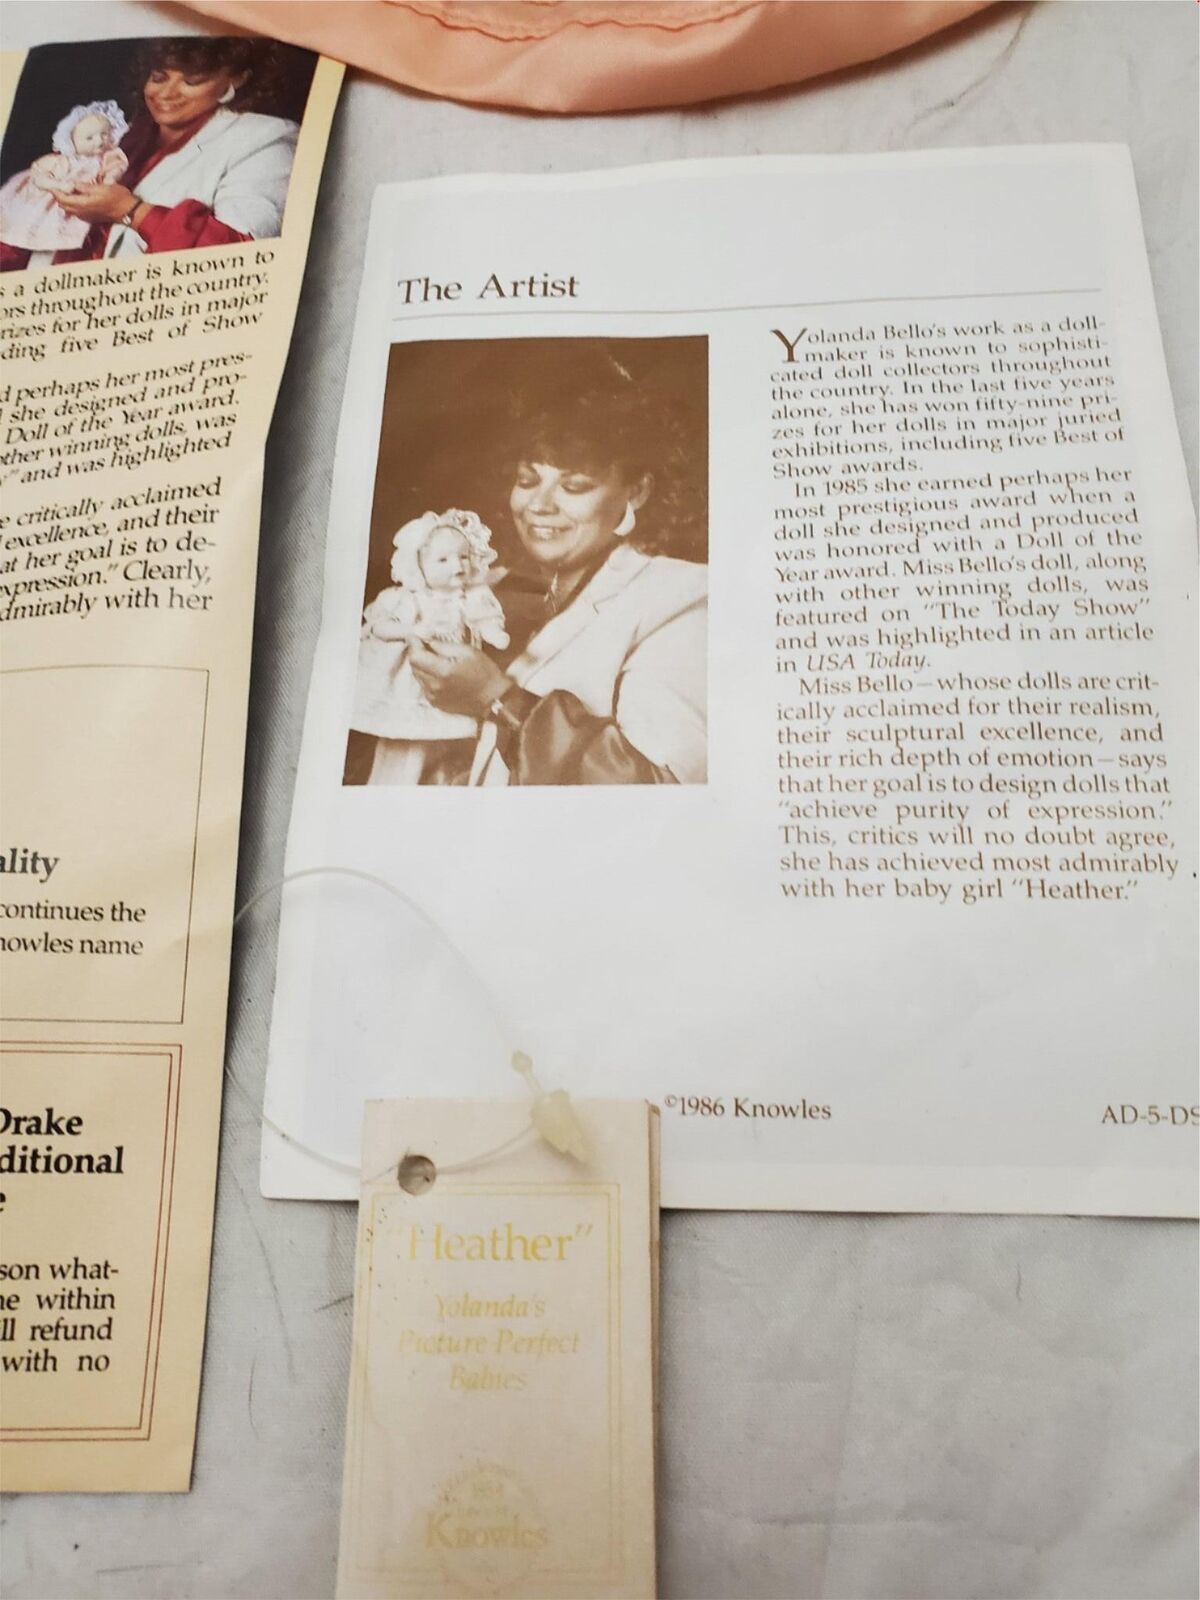 s a dollmaker is known to
ors throughout the country.
rizes for her dolls in major
ding five Best of Show
d perhaps her most pres-
l she designed and pro-
Doll of the Year award.
other winning dolls, was
y" and was highlighted
e critically acclaimed
l excellence, and their
at her goal is to de-
expression." Clearly,
dmirably with her
ality
continues the
nowles name
Drake
ditional
e
son what-
ne within
ll refund
with no
The Artist
Yolanda Bello's work as a doll-
maker is known to sophisti-
cated doll collectors throughout
the country. In the last five years
alone, she has won fifty-nine pri-
zes for her dolls in major juried
exhibitions, including five Best of
Show awards.
In 1985 she earned perhaps her
most prestigious award when a
doll she designed and produced
was honored with a Doll of the
Year award. Miss Bello's doll, along
with other winning dolls, was
featured on "The Today Show"
and was highlighted in an article
in USA Today.
Miss Bello—whose dolls are crit-
ically acclaimed for their realism,
their sculptural excellence, and
their rich depth of emotion—says
that her goal is to design dolls that
"achieve purity of expression."
This, critics will no doubt agree,
she has achieved most admirably
with her baby girl "Heather."
©1986 Knowles
AD-5-DS
"Heather"
Yolanda's
Picture-Perfect
Babies
Knowles